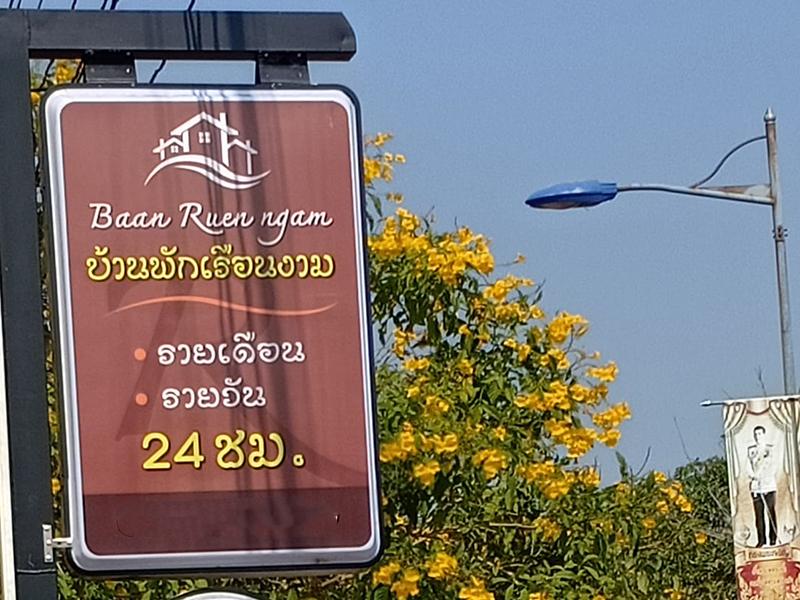 Baan Ruen ngam
บ้านพักเรือนงาม
• รายเดือน
• รายวัน
24 ชม.